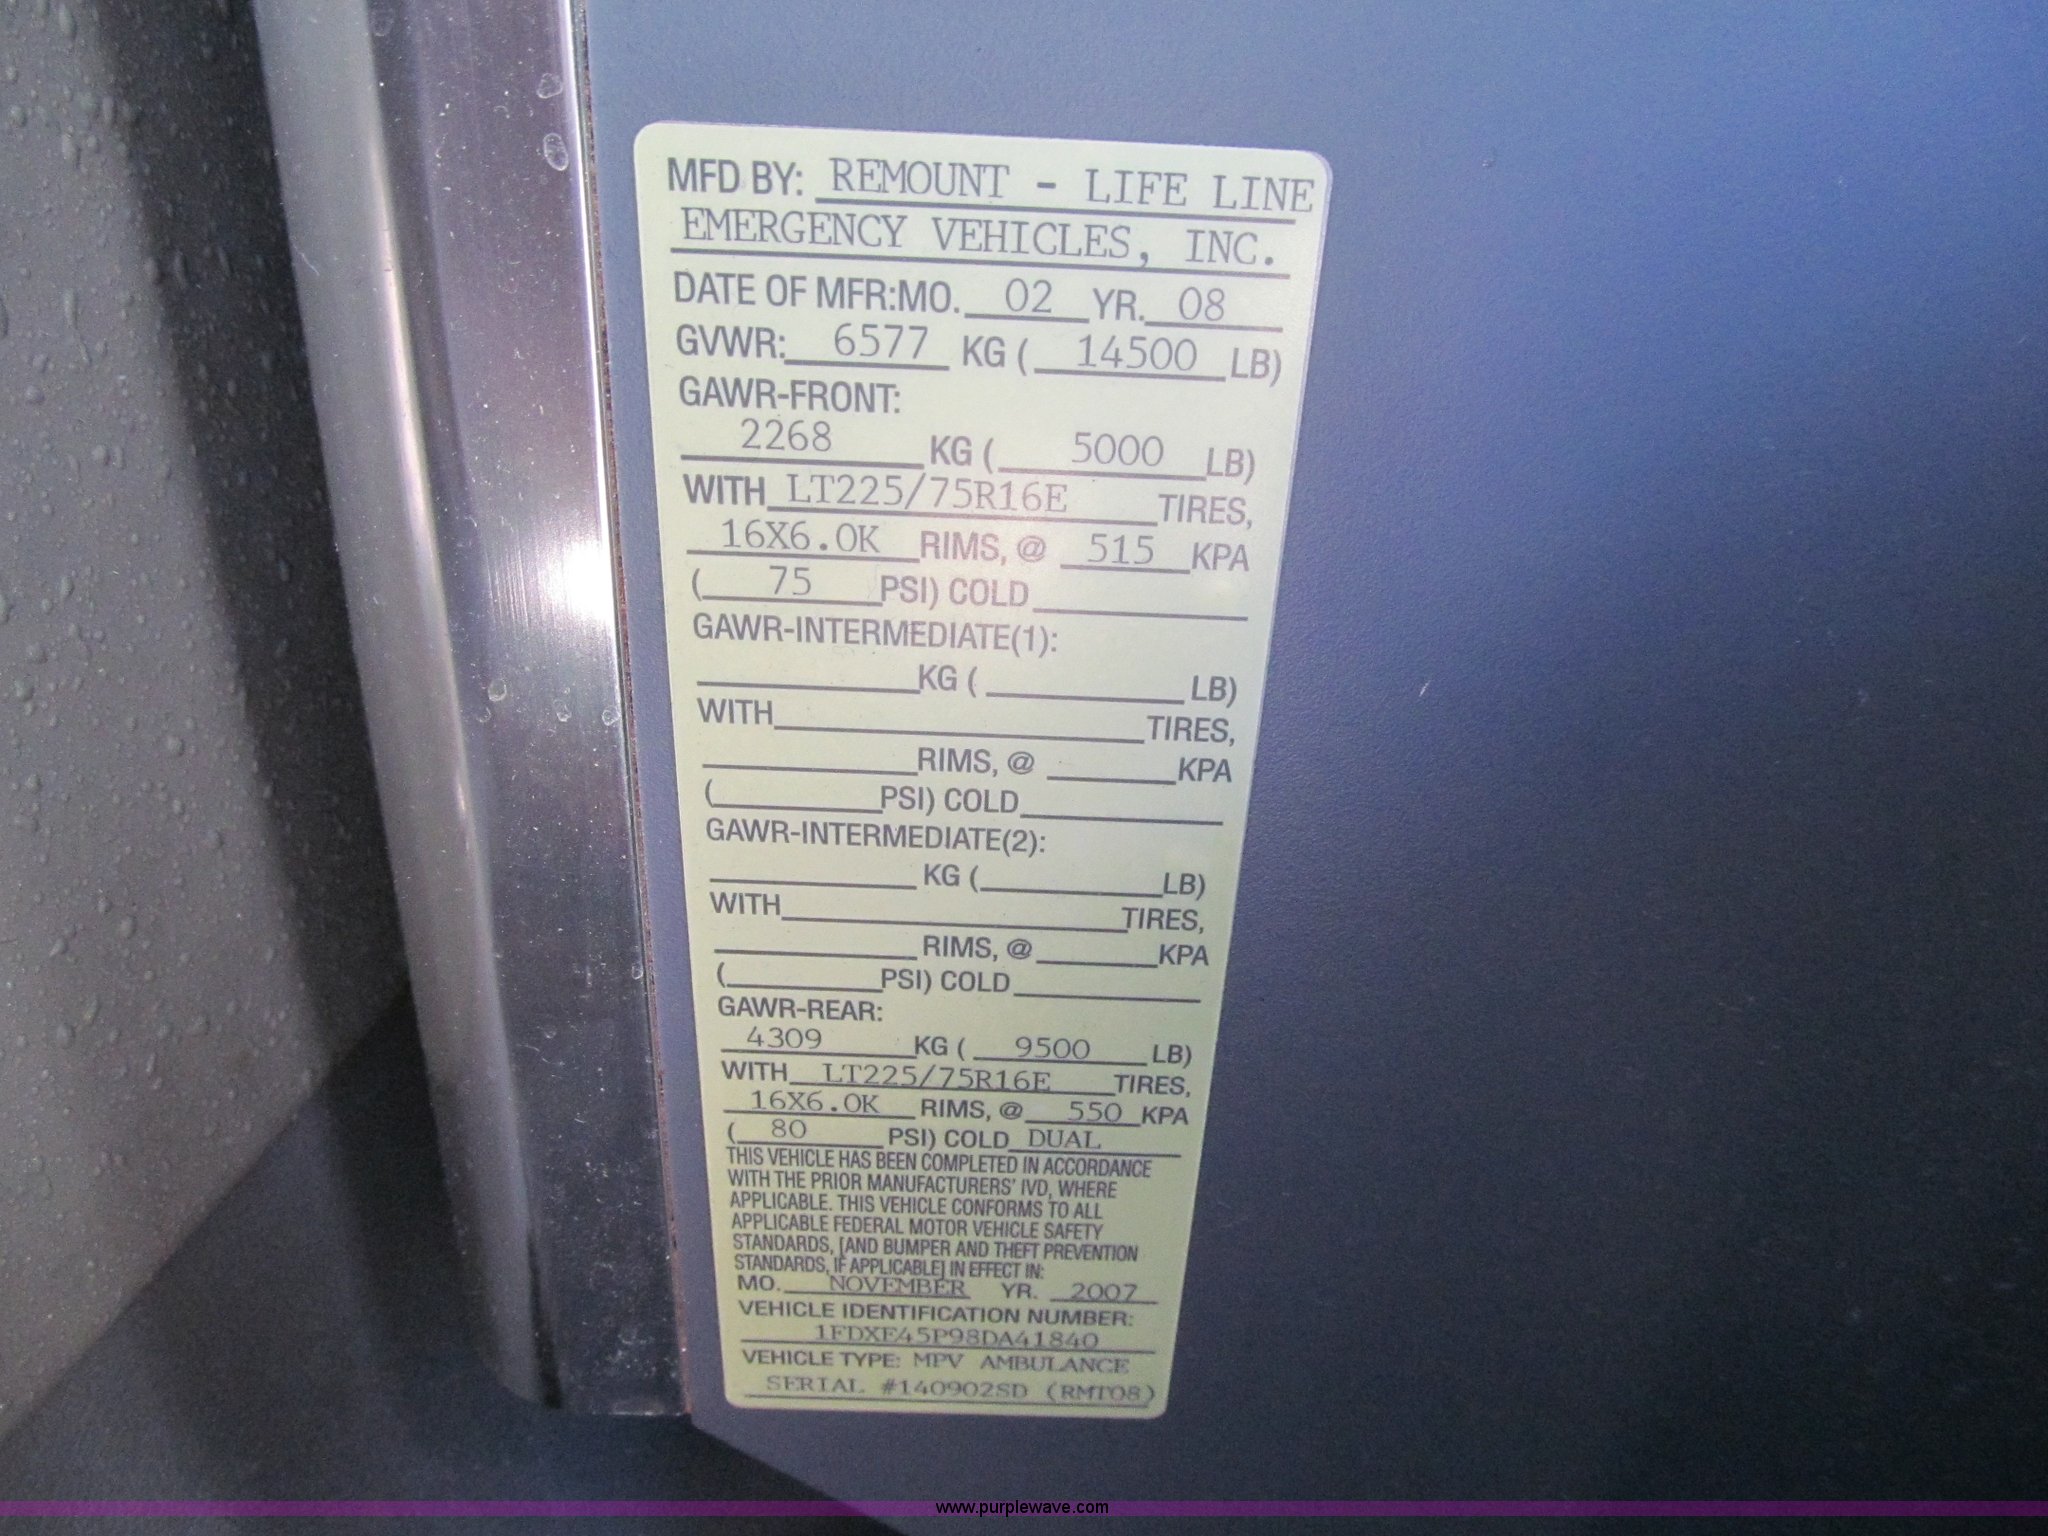 MFD BY: REMOUNT - LIFE LINE
EMERGENCY VEHICLES, INC.
DATE OF MFR:MO. 02 YR. 08
GVWR: 6577 KG ( 14500 LB)
GAWR-FRONT:
2268 KG ( 5000 LB)
WITH LT225/75R16E TIRES,
16X6.0K RIMS, @ 515 KPA
( 75 PSI) COLD
GAWR-INTERMEDIATE(1):
KG ( LB)
WITH TIRES,
RIMS, @ KPA
( PSI) COLD
GAWR-INTERMEDIATE(2):
KG ( LB)
WITH TIRES,
RIMS, @ KPA
( PSI) COLD
GAWR-REAR:
4309 KG ( 9500 LB)
WITH LT225/75R16E TIRES,
16X6.0K RIMS, @ 550 KPA
( 80 PSI) COLD DUAL
THIS VEHICLE HAS BEEN COMPLETED IN ACCORDANCE
WITH THE PRIOR MANUFACTURERS' IVD, WHERE
APPLICABLE. THIS VEHICLE CONFORMS TO ALL
APPLICABLE FEDERAL MOTOR VEHICLE SAFETY
STANDARDS, [AND BUMPER AND THEFT PREVENTION
STANDARDS, IF APPLICABLE] IN EFFECT IN:
MO. NOVEMBER YR. 2007
VEHICLE IDENTIFICATION NUMBER:
1FDXE45P98DA41840
VEHICLE TYPE: MPV AMBULANCE
SERIAL #140902SD (RMT08)
www.purplewave.com